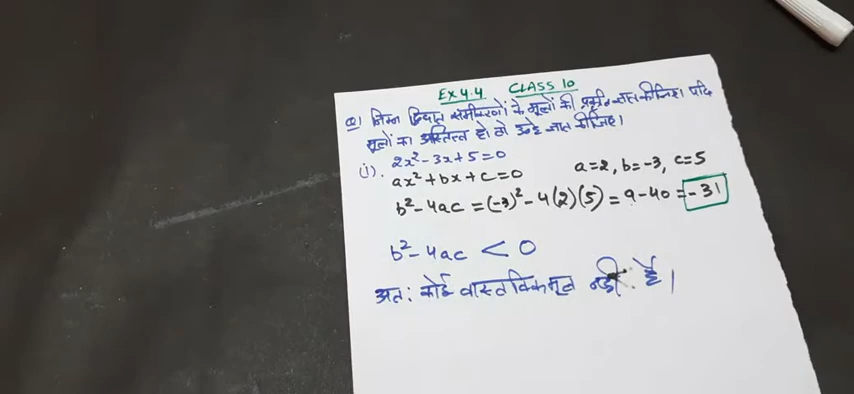 EX 4.4 CLASS 10
Q1 निम्न द्विघात समीकरणों के मूलों की प्रकृति ज्ञात कीजिए। यदि
मूलों का अस्तित्व हो तो उन्हें ज्ञात कीजिए।
(i). 2x²-3x+5=0
ax²+bx+c=0 a=2, b=-3, c=5
b²-4ac = (-3)²-4(2)(5) = 9-40 = -31
b²-4ac < 0
अतः कोई वास्तविक मूल नहीं है।